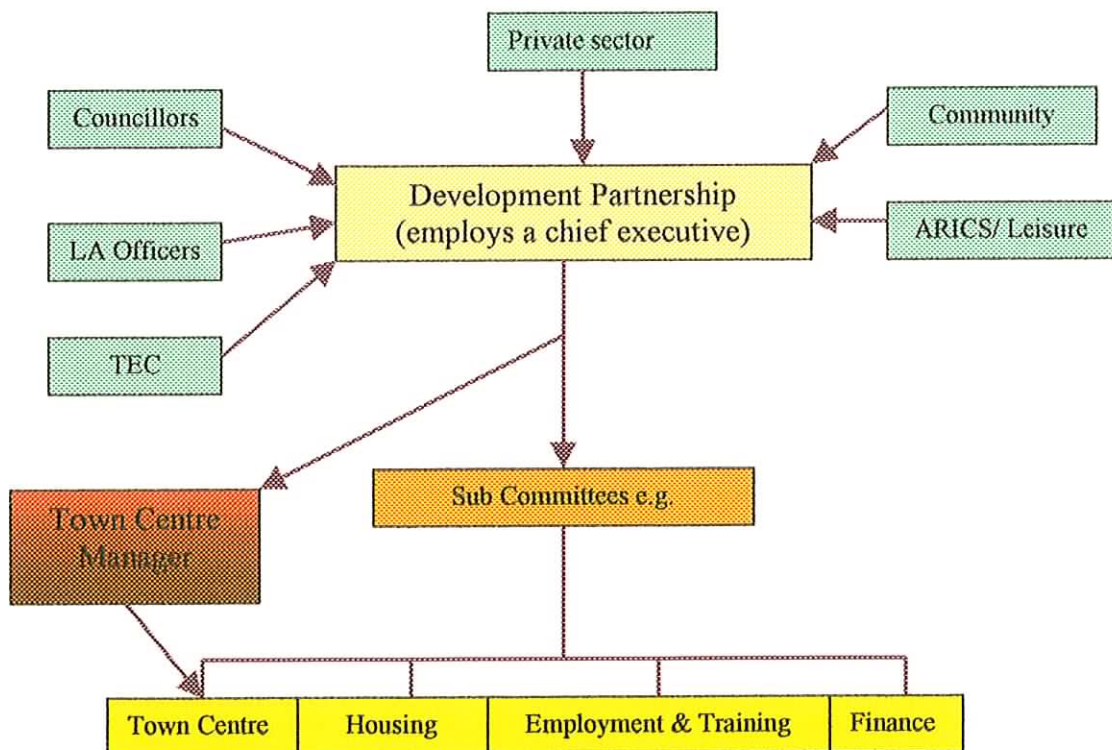 Private sector
Councillors
Community
Development Partnership
(employs a chief executive)
LA Officers
ARICS/ Leisure
TEC
Sub Committees e.g.
Town Centre
Manager
Town Centre
Housing
Employment & Training
Finance